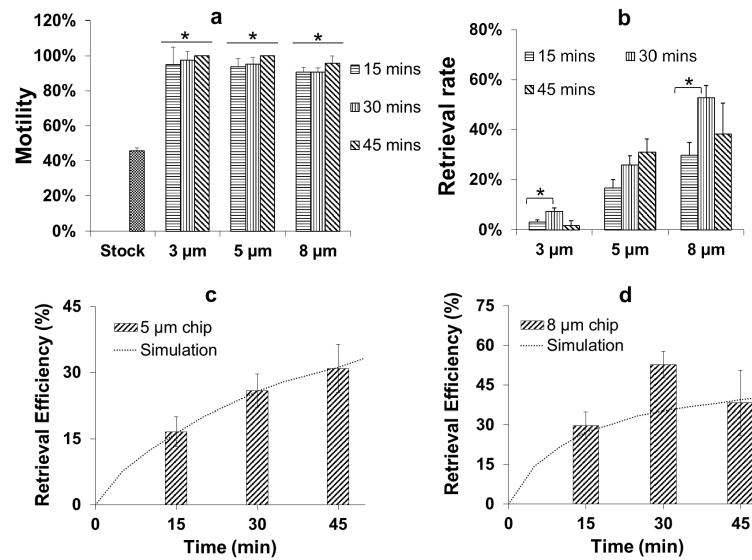 a
120%
100%
80%
60%
40%
20%
0%
Motility
*
*
*
15 mins
30 mins
45 mins
Stock
3 µm
5 µm
8 µm
b
80%
60%
40%
20%
0%
Retrieval rate
15 mins
30 mins
45 mins
*
*
3 µm
5 µm
8 µm
c
45
30
15
0
Retrieval Efficiency (%)
5 µm chip
Simulation
0
15
30
45
Time (min)
d
75
60
45
30
15
0
Retrieval Efficiency (%)
8 µm chip
Simulation
0
15
30
45
Time (min)